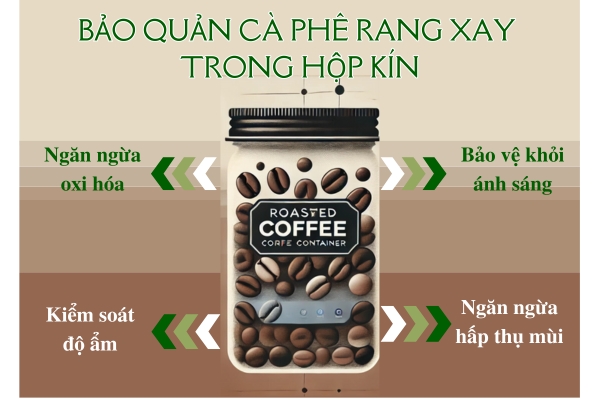 BẢO QUẢN CÀ PHÊ RANG XAY
TRONG HỘP KÍN
Ngăn ngừa
oxi hóa
Bảo vệ khỏi
ánh sáng
ROASTED
COFFEE
CORFE CONTAINER
Kiểm soát
độ ẩm
Ngăn ngừa
hấp thụ mùi